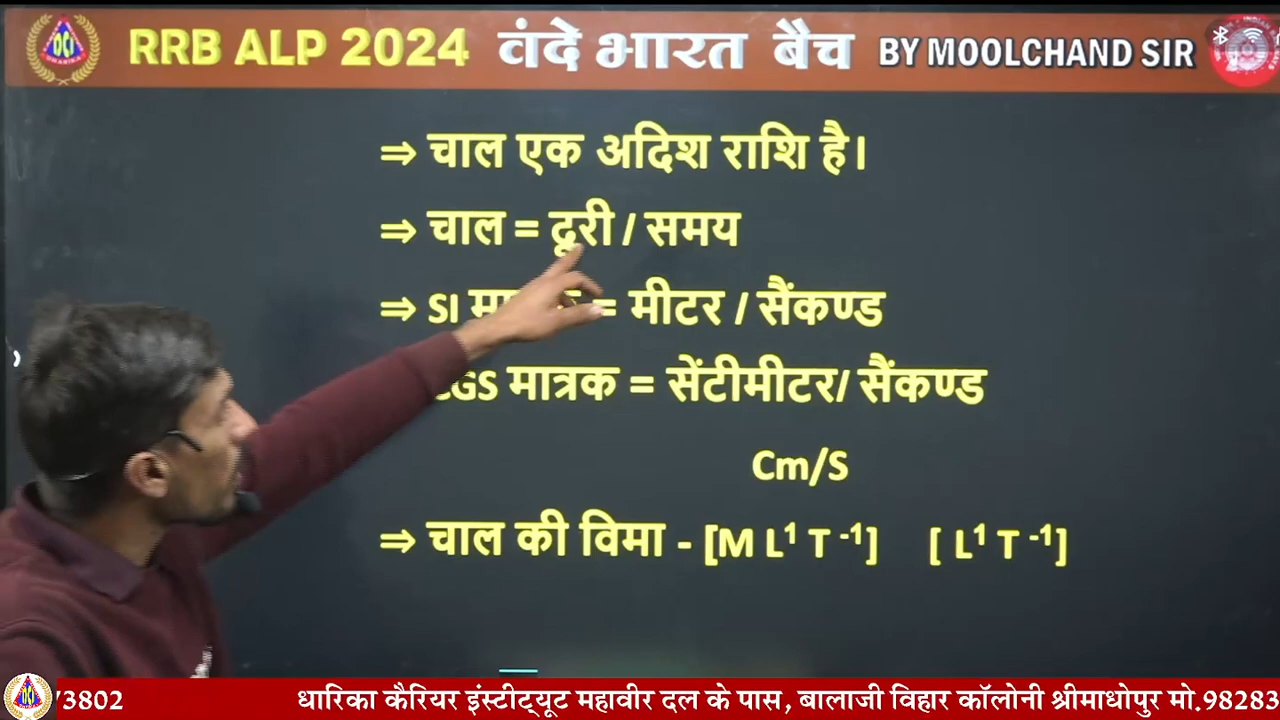 RRB ALP 2024 वंदे भारत बैच BY MOOLCHAND SIR
⇒ चाल एक अदिश राशि है।
⇒ चाल = दूरी / समय
⇒ SI = मीटर / सैंकण्ड
CGS मात्रक = सेंटीमीटर/ सैंकण्ड
Cm/S
⇒ चाल की विमा - [M L¹ T ⁻¹] [ L¹ T ⁻¹]
3802 धारिका कैरियर इंस्टीट्यूट महावीर दल के पास, बालाजी विहार कॉलोनी श्रीमाधोपुर मो.98283